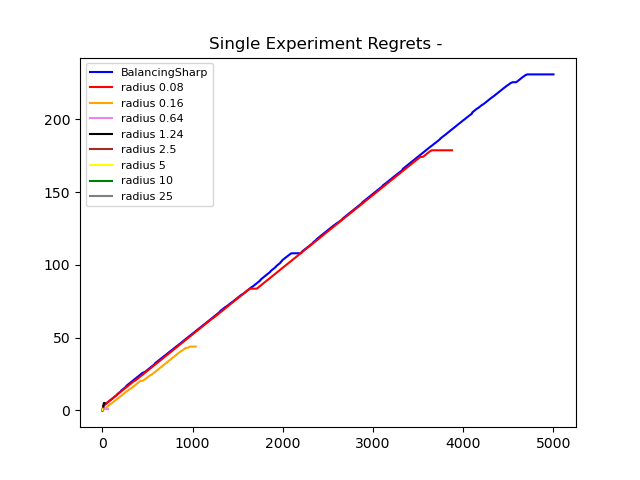 Single Experiment Regrets -
BalancingSharp
radius 0.08
radius 0.16
radius 0.64
radius 1.24
radius 2.5
radius 5
radius 10
radius 25
200
150
100
50
0
0 1000 2000 3000 4000 5000